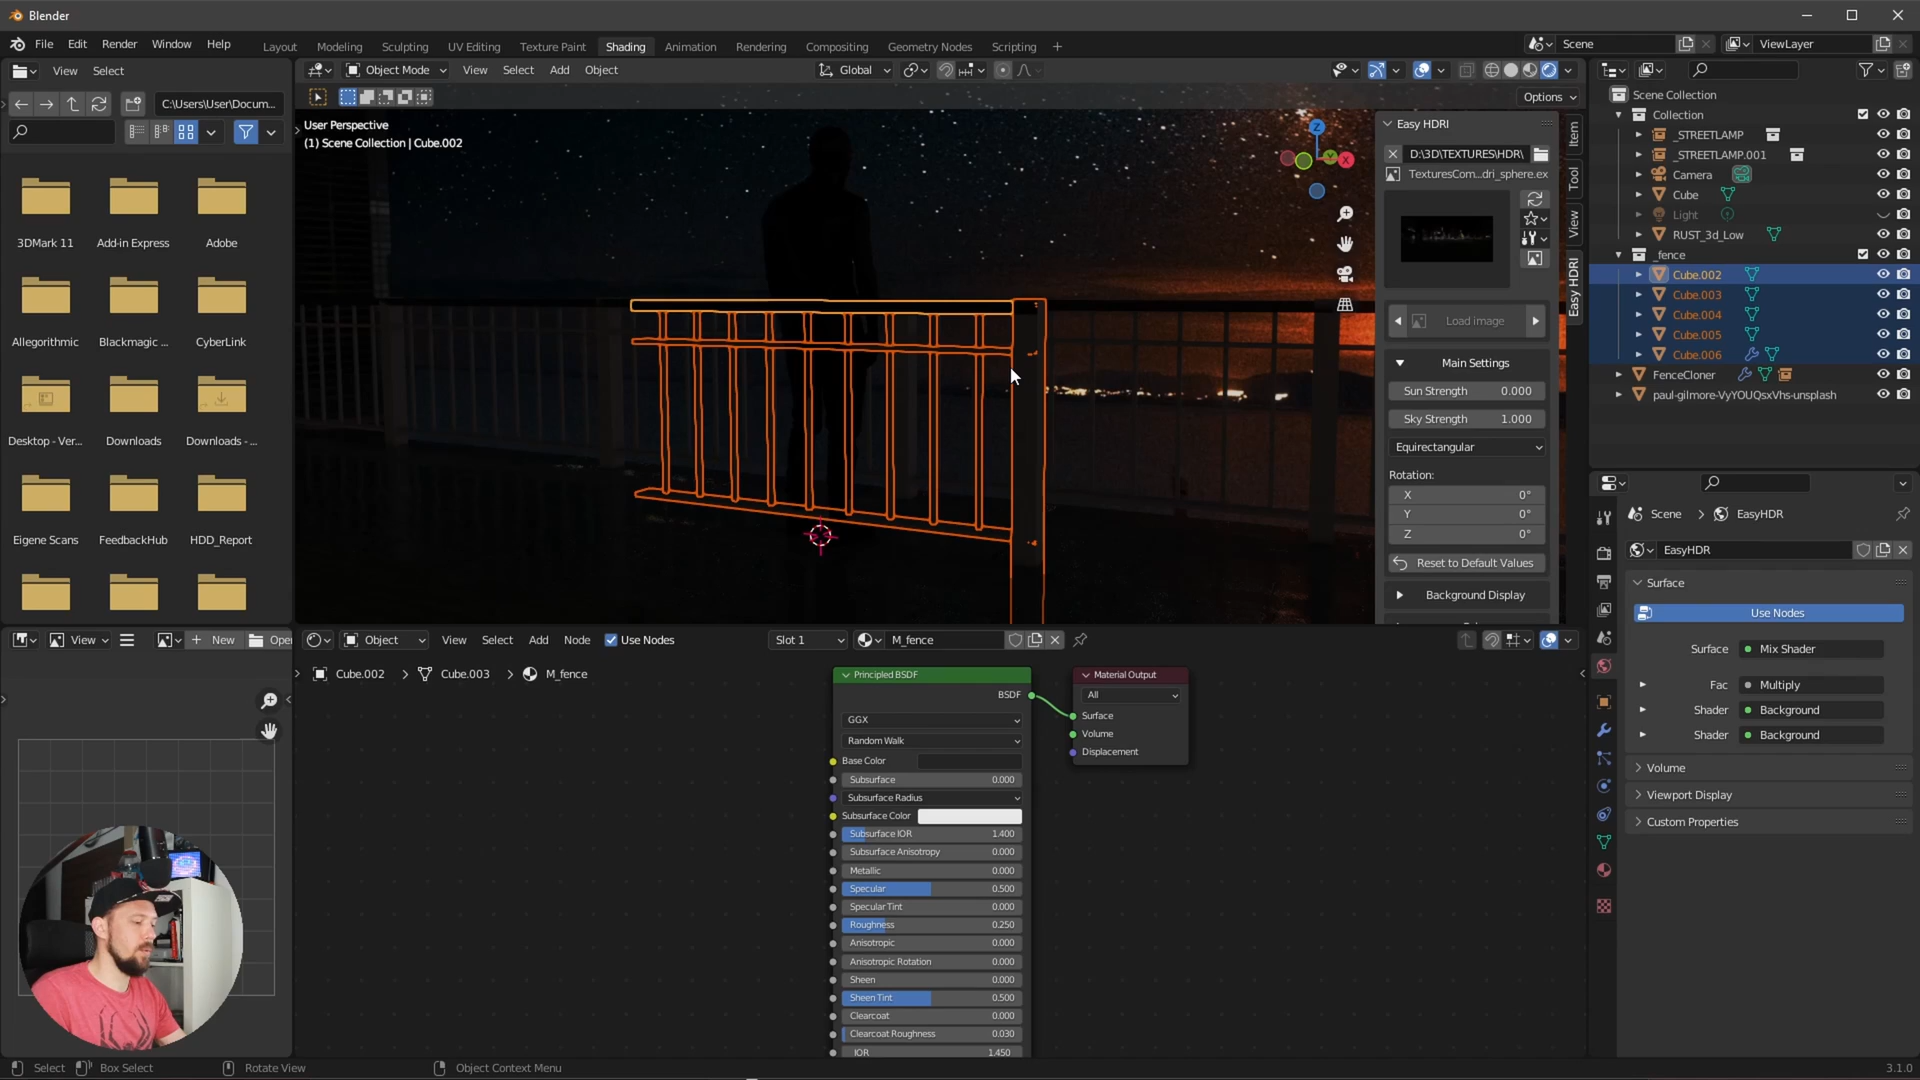 Blender
File Edit Render Window Help
Layout Modeling Sculpting UV Editing Texture Paint Shading Animation Rendering Compositing Geometry Nodes Scripting +
Scene
ViewLayer
View Select
Object Mode View Select Add Object
Global
C:\Users\User\Docum...
Options
User Perspective
(1) Scene Collection | Cube.002
3DMark 11 Add-in Express Adobe
Allegorithmic Blackmagic ... CyberLink
Desktop - Ver... Downloads Downloads - ...
Eigene Scans FeedbackHub HDD_Report
Z
Y
X
Easy HDRI
D:\3D\TEXTURES\HDR\
TexturesCom...dri_sphere.ex
Load image
Main Settings
Sun Strength 0.000
Sky Strength 1.000
Equirectangular
Rotation:
X 0°
Y 0°
Z 0°
Reset to Default Values
Background Display
Item
Tool
View
Easy HDRI
Scene Collection
Collection
_STREETLAMP
_STREETLAMP.001
Camera
Cube
Light
RUST_3d_Low
_fence
Cube.002
Cube.003
Cube.004
Cube.005
Cube.006
FenceCloner
paul-gilmore-VyYOUQsxVhs-unsplash
Scene > EasyHDR
EasyHDR
Surface
Use Nodes
Surface Mix Shader
Fac Multiply
Shader Background
Shader Background
Volume
Viewport Display
Custom Properties
View + New Open
Object View Select Add Node Use Nodes Slot 1 M_fence
Cube.002 > Cube.003 > M_fence
Principled BSDF
BSDF
GGX
Random Walk
Base Color
Subsurface 0.000
Subsurface Radius
Subsurface Color
Subsurface IOR 1.400
Subsurface Anisotropy 0.000
Metallic 0.000
Specular 0.500
Specular Tint 0.000
Roughness 0.250
Anisotropic 0.000
Anisotropic Rotation 0.000
Sheen 0.000
Sheen Tint 0.500
Clearcoat 0.000
Clearcoat Roughness 0.030
IOR 1.450
Material Output
All
Surface
Volume
Displacement
Select Box Select Rotate View Object Context Menu 3.1.0